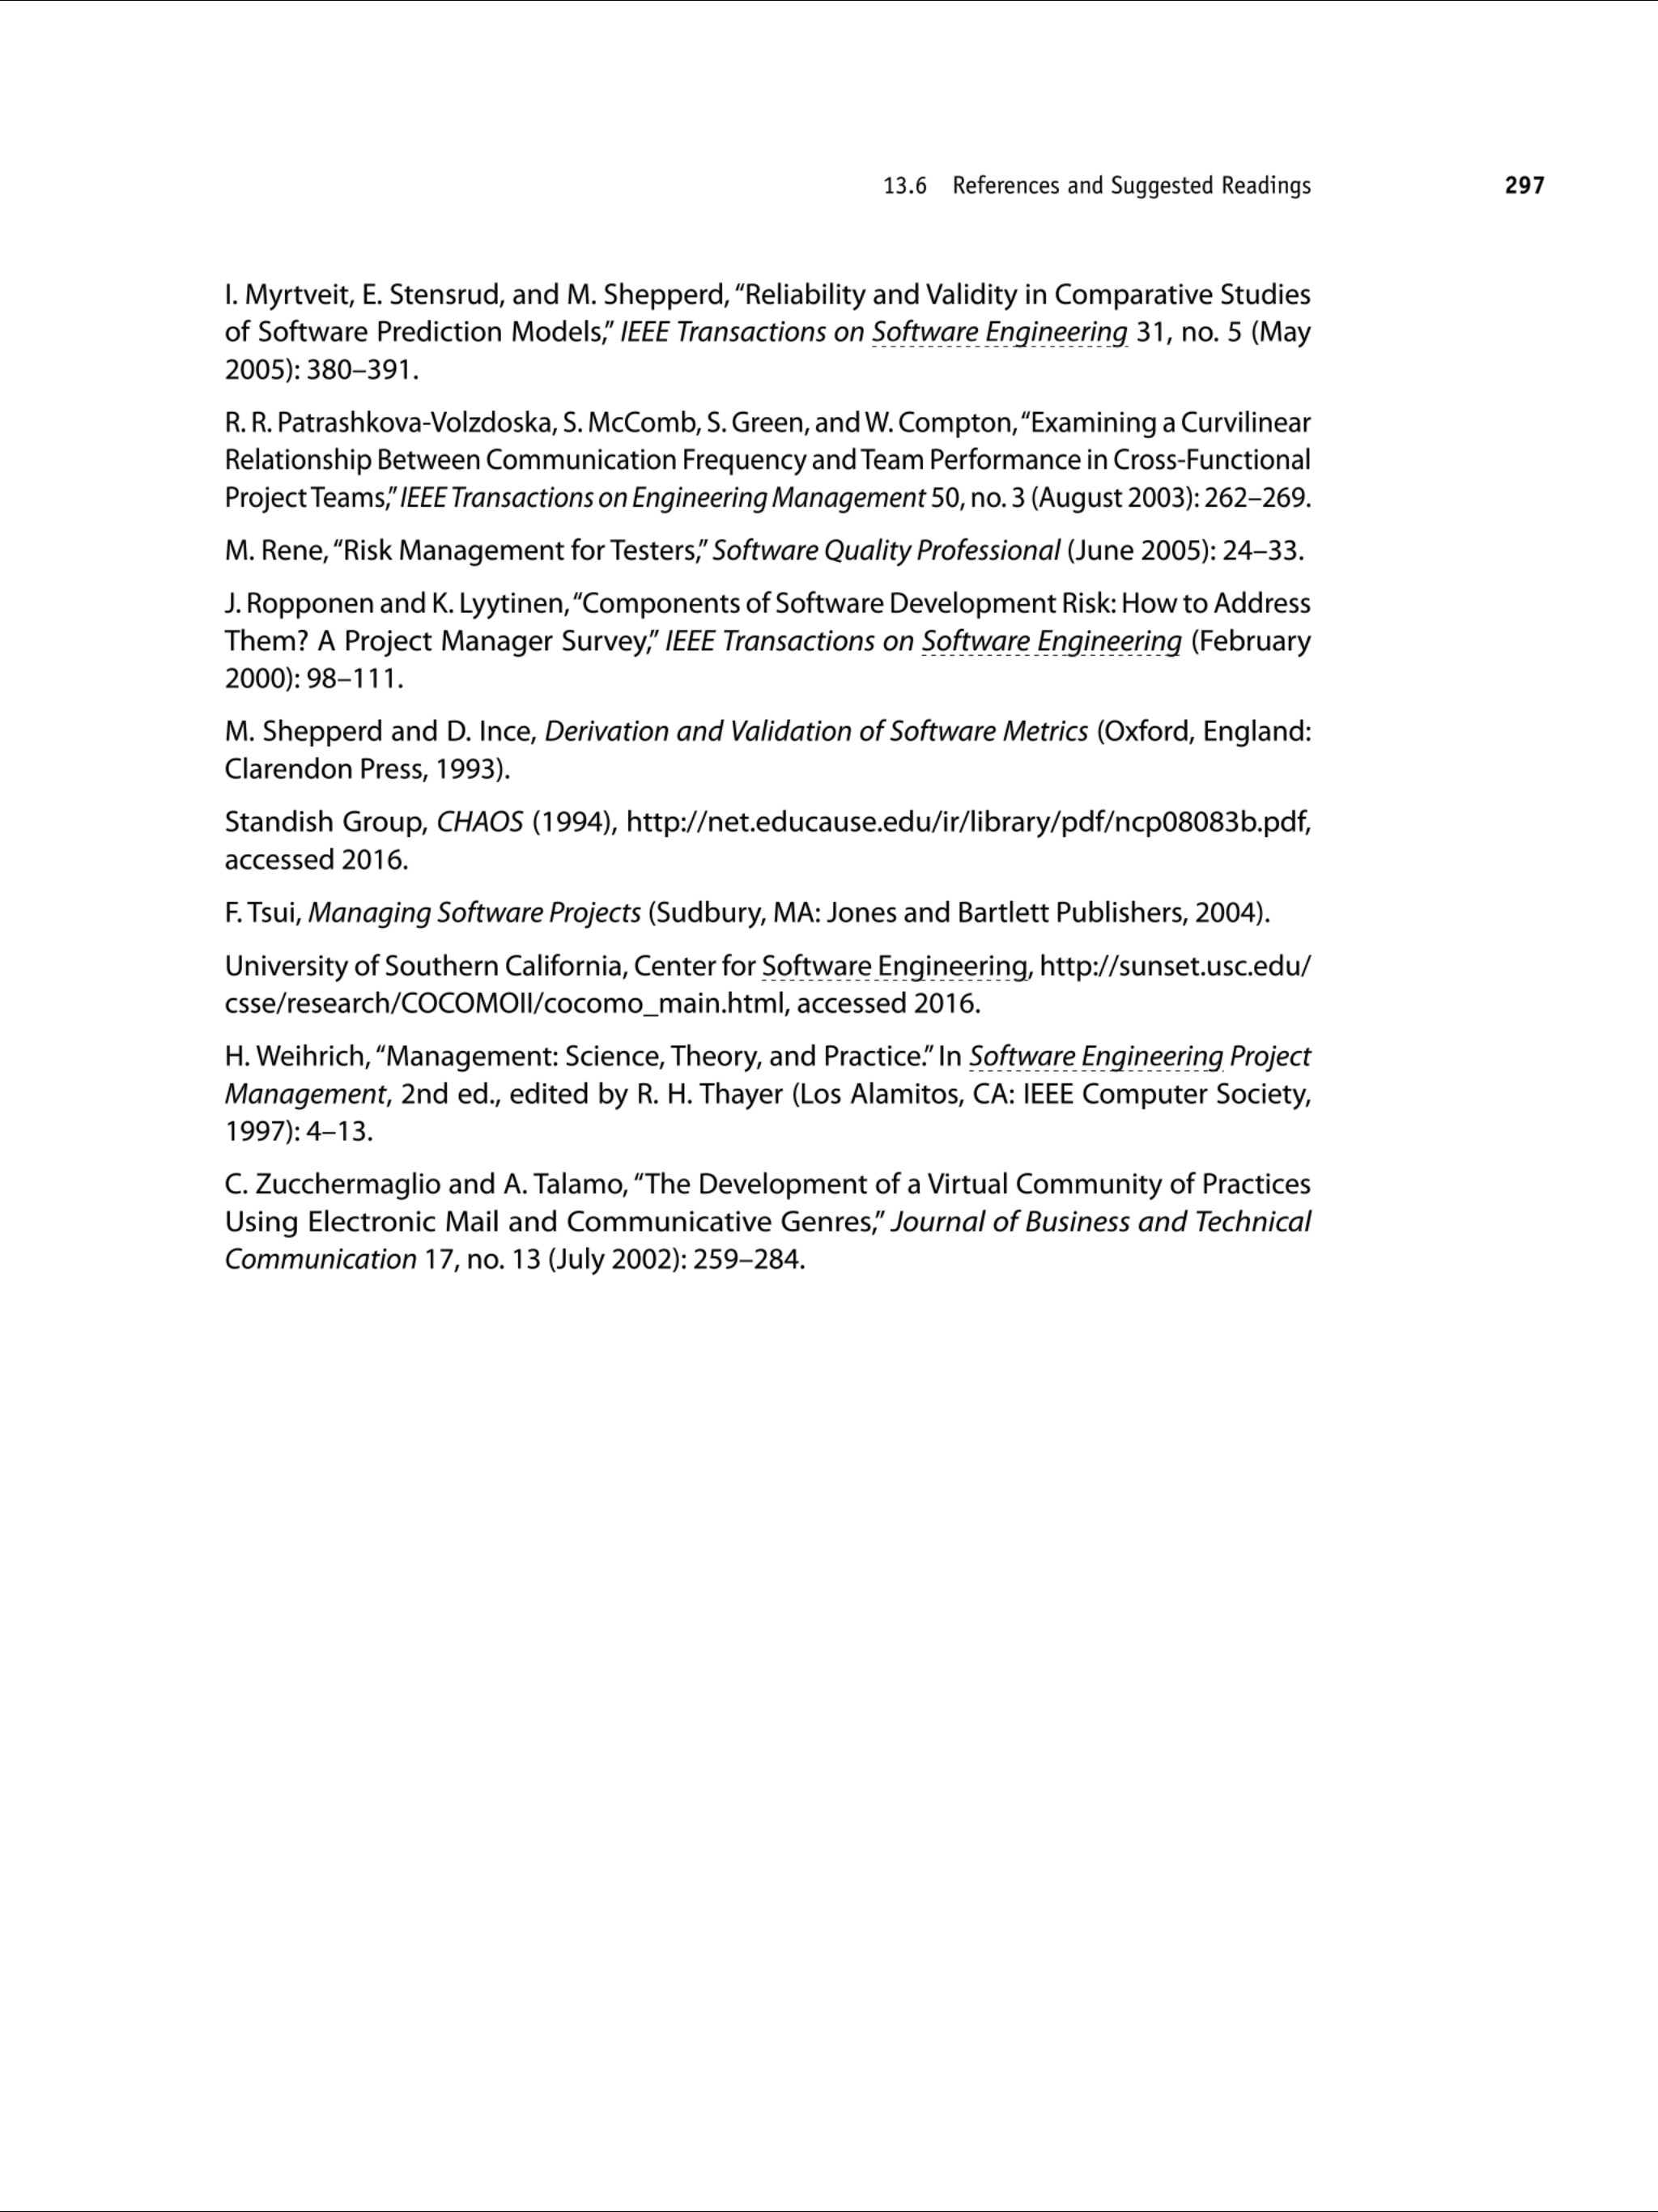 13.6 References and Suggested Readings 297
I. Myrtveit, E. Stensrud, and M. Shepperd, “Reliability and Validity in Comparative Studies
of Software Prediction Models,” IEEE Transactions on Software Engineering 31, no. 5 (May
2005): 380–391.
R. R. Patrashkova-Volzdoska, S. McComb, S. Green, and W. Compton, “Examining a Curvilinear
Relationship Between Communication Frequency and Team Performance in Cross-Functional
Project Teams,” IEEE Transactions on Engineering Management 50, no. 3 (August 2003): 262–269.
M. Rene, “Risk Management for Testers,” Software Quality Professional (June 2005): 24–33.
J. Ropponen and K. Lyytinen, “Components of Software Development Risk: How to Address
Them? A Project Manager Survey,” IEEE Transactions on Software Engineering (February
2000): 98–111.
M. Shepperd and D. Ince, Derivation and Validation of Software Metrics (Oxford, England:
Clarendon Press, 1993).
Standish Group, CHAOS (1994), http://net.educause.edu/ir/library/pdf/ncp08083b.pdf,
accessed 2016.
F. Tsui, Managing Software Projects (Sudbury, MA: Jones and Bartlett Publishers, 2004).
University of Southern California, Center for Software Engineering, http://sunset.usc.edu/
csse/research/COCOMOII/cocomo_main.html, accessed 2016.
H. Weihrich, “Management: Science, Theory, and Practice.” In Software Engineering Project
Management, 2nd ed., edited by R. H. Thayer (Los Alamitos, CA: IEEE Computer Society,
1997): 4–13.
C. Zucchermaglio and A. Talamo, “The Development of a Virtual Community of Practices
Using Electronic Mail and Communicative Genres,” Journal of Business and Technical
Communication 17, no. 13 (July 2002): 259–284.